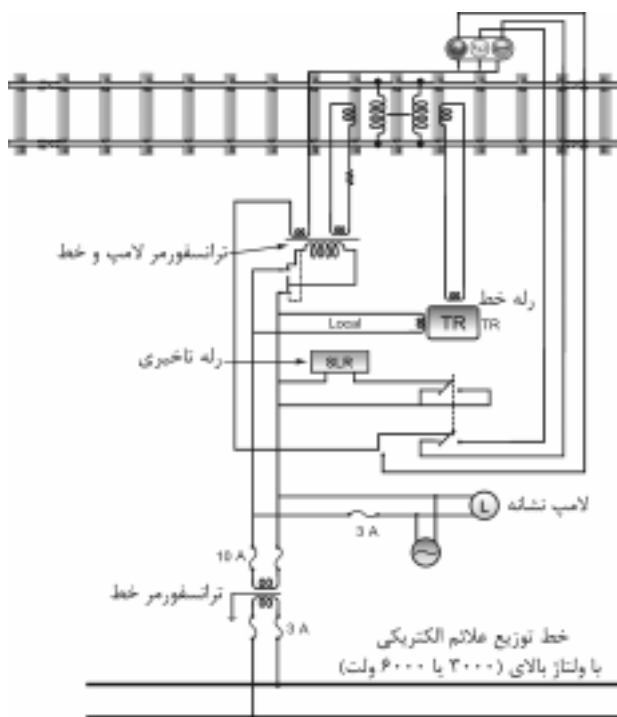 ترانسفورمر لامپ و خط
رله خط
TR
TR
Local
رله تاخیری
SLR
لامپ نشانه
L
3 A
10 A
ترانسفورمر خط
3 A
خط توزیع علائم الکتریکی
با ولتاژ بالای (۳۰۰۰ یا ۶۰۰۰ ولت)